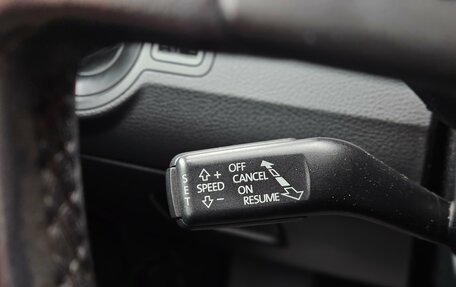 SET
+
SPEED
-
OFF
CANCEL
ON
RESUME